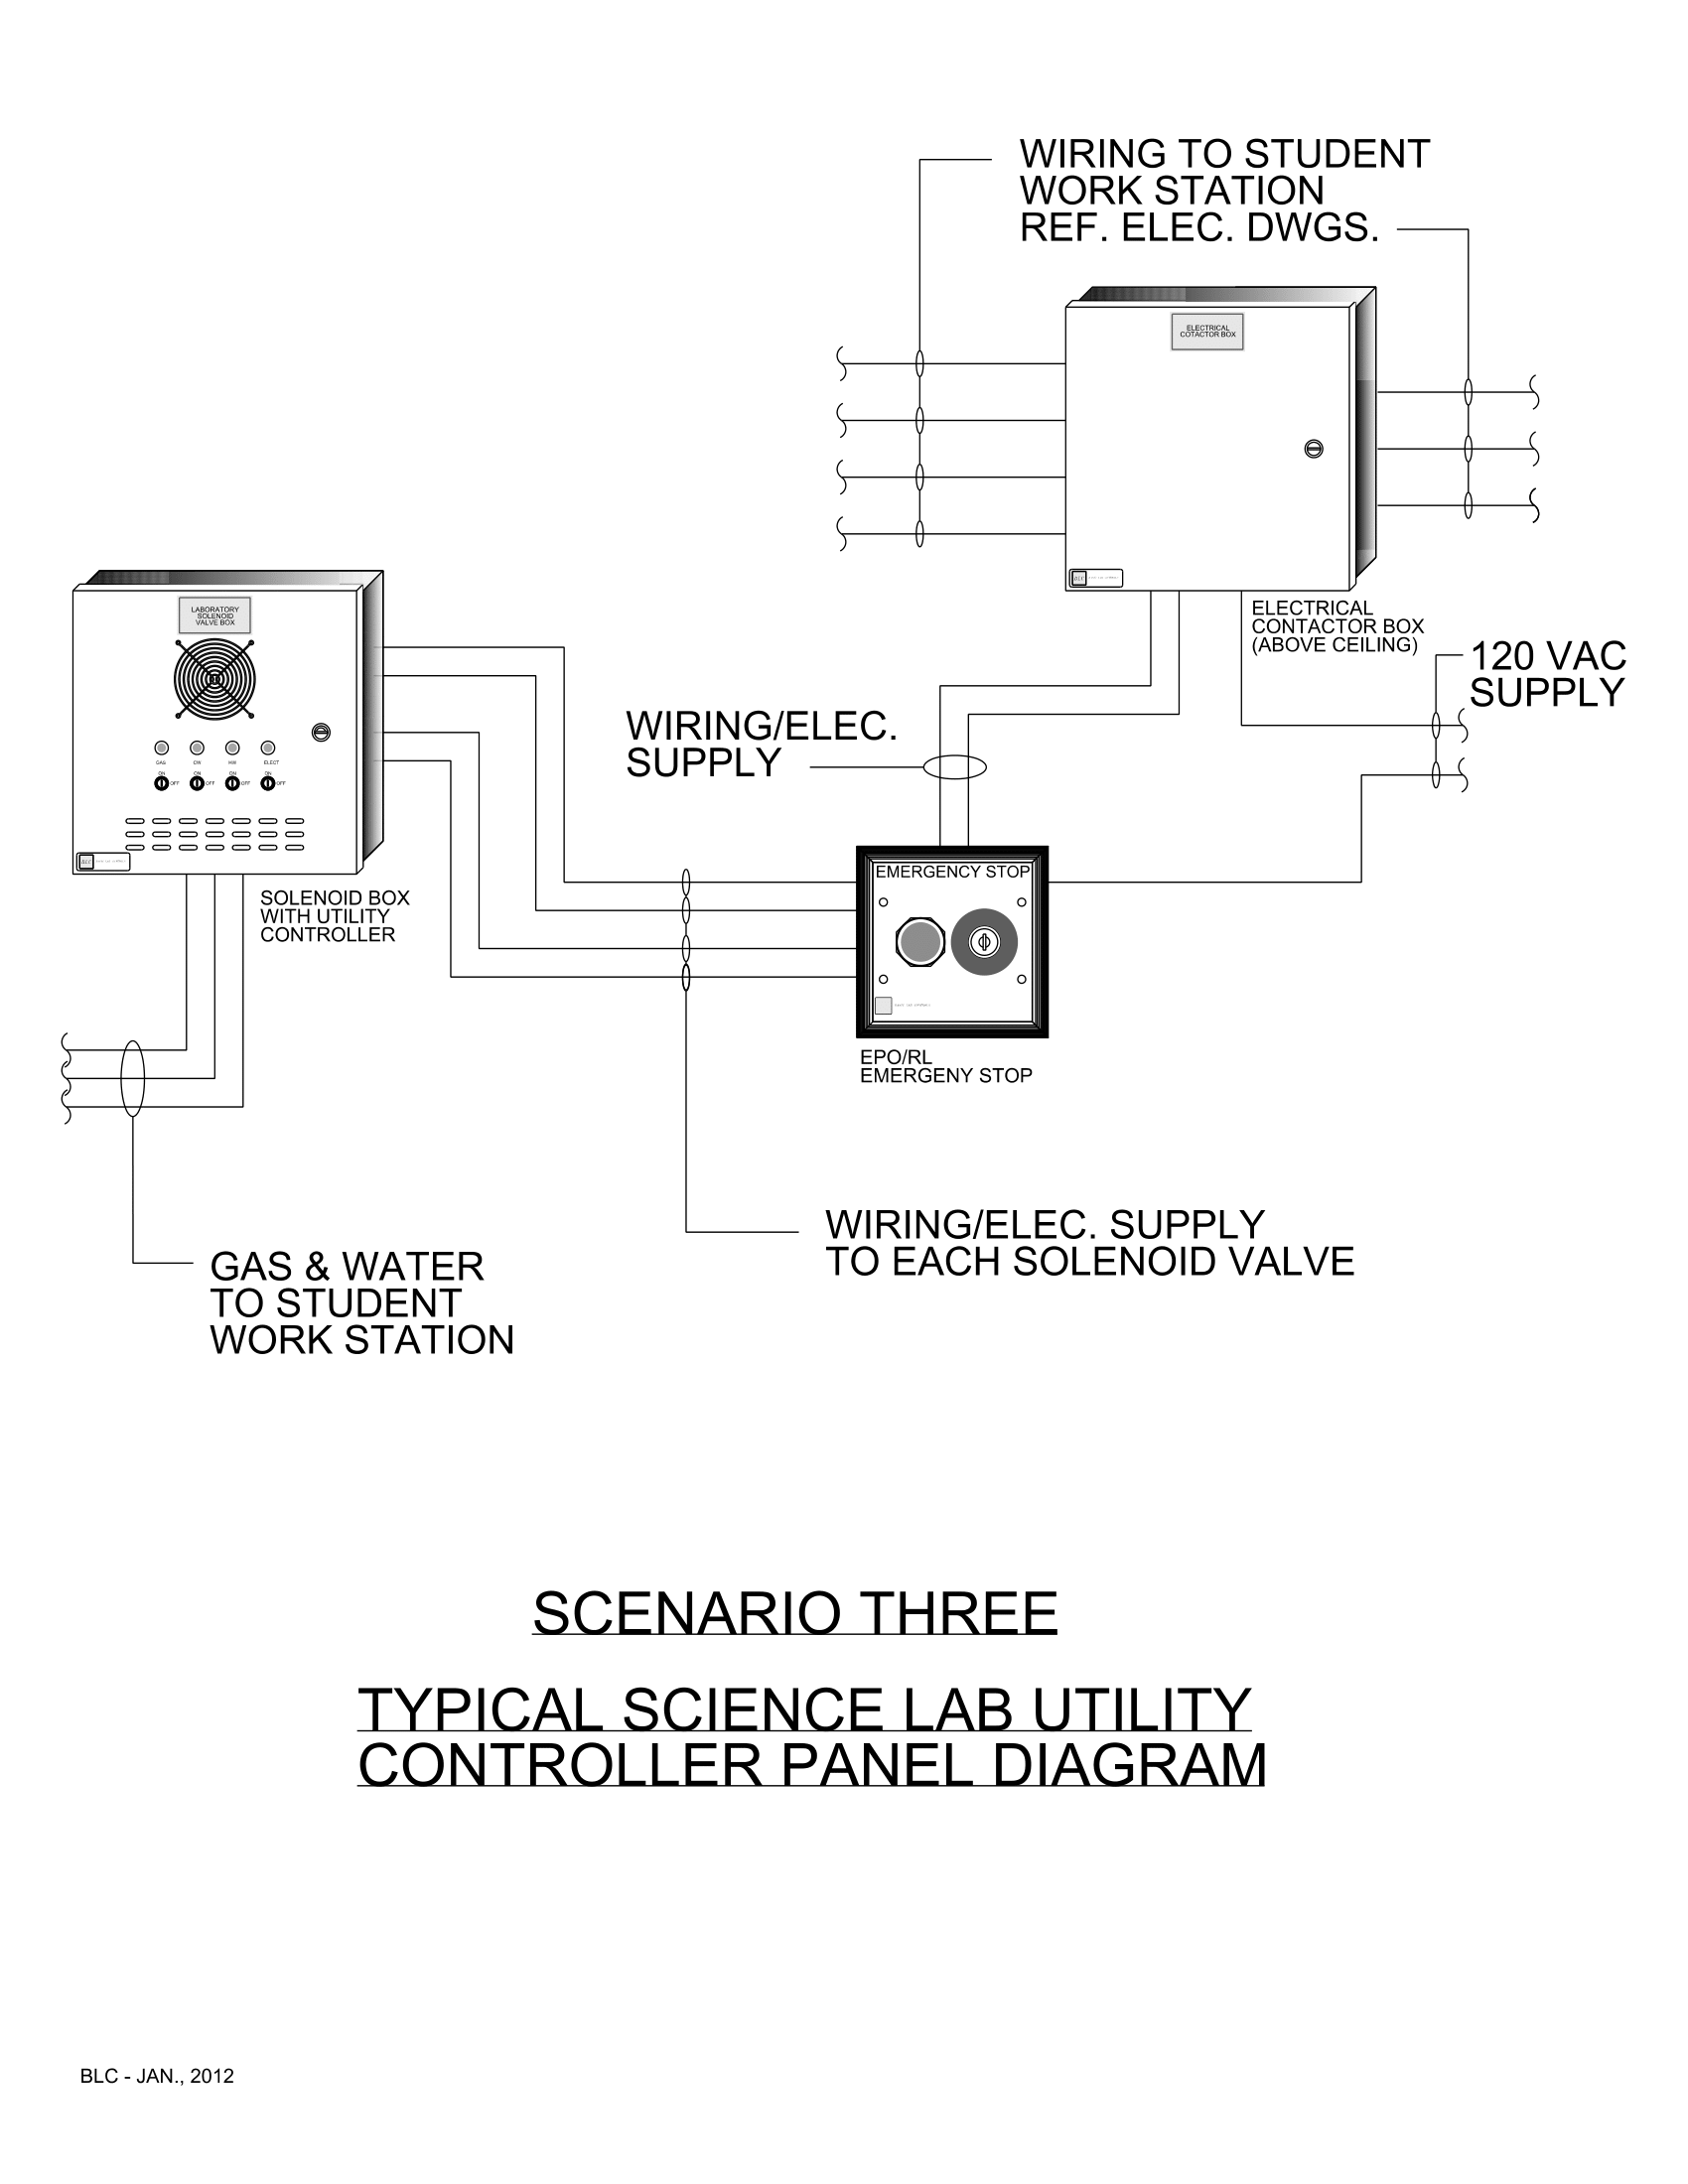 WIRING TO STUDENT
WORK STATION
REF. ELEC. DWGS.
ELECTRICAL
COTACTOR BOX
BLC
ELECTRICAL
CONTACTOR BOX
(ABOVE CEILING)
120 VAC
SUPPLY
LABORATORY
SOLENOID
VALVE BOX
GAS CW HW ELECT
ON ON ON ON
OFF OFF OFF OFF
BLC
SOLENOID BOX
WITH UTILITY
CONTROLLER
WIRING/ELEC.
SUPPLY
EMERGENCY STOP
EPO/RL
EMERGENY STOP
WIRING/ELEC. SUPPLY
TO EACH SOLENOID VALVE
GAS & WATER
TO STUDENT
WORK STATION
SCENARIO THREE
TYPICAL SCIENCE LAB UTILITY
CONTROLLER PANEL DIAGRAM
BLC - JAN., 2012